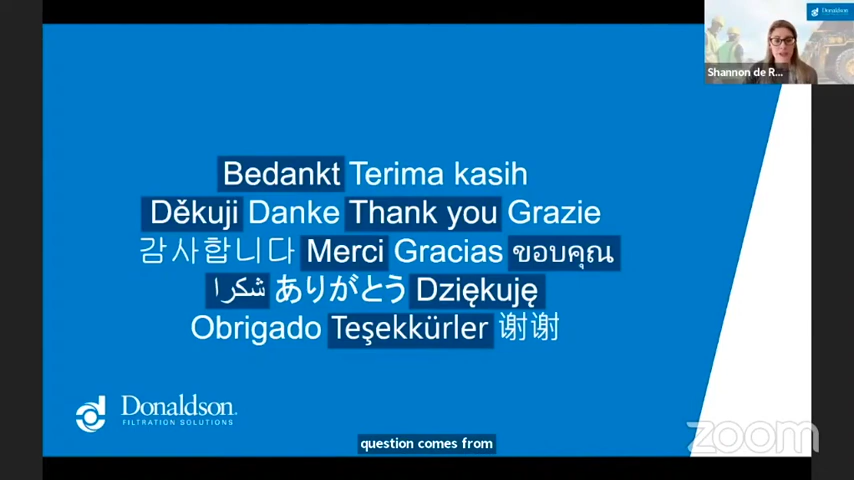 Donaldson
Shannon de R...
Bedankt Terima kasih
Děkuji Danke Thank you Grazie
감사합니다 Merci Gracias ขอบคุณ
شكرا ありがとう Dziękuję
Obrigado Teşekkürler 谢谢
Donaldson.
FILTRATION SOLUTIONS
question comes from
zoom